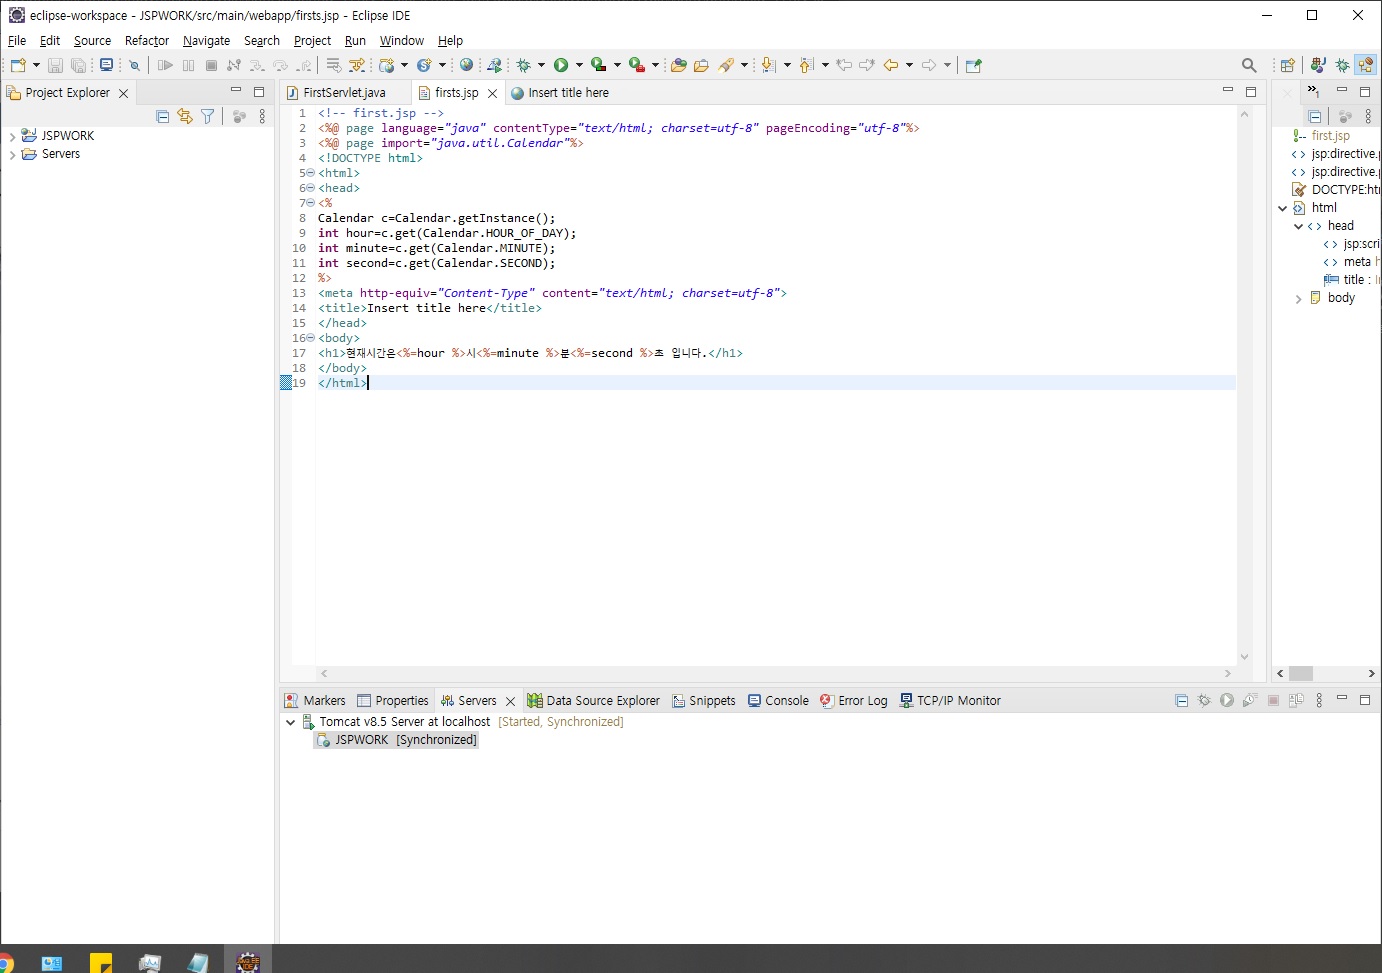 eclipse-workspace - JSPWORK/src/main/webapp/firsts.jsp - Eclipse IDE
File Edit Source Refactor Navigate Search Project Run Window Help
Project Explorer
JSPWORK
Servers
FirstServlet.java firsts.jsp Insert title here
1 <!-- first.jsp -->
2 <%@ page language="java" contentType="text/html; charset=utf-8" pageEncoding="utf-8"%>
3 <%@ page import="java.util.Calendar"%>
4 <!DOCTYPE html>
5 <html>
6 <head>
7 <%
8 Calendar c=Calendar.getInstance();
9 int hour=c.get(Calendar.HOUR_OF_DAY);
10 int minute=c.get(Calendar.MINUTE);
11 int second=c.get(Calendar.SECOND);
12 %>
13 <meta http-equiv="Content-Type" content="text/html; charset=utf-8">
14 <title>Insert title here</title>
15 </head>
16 <body>
17 <h1>현재시간은<%=hour %>시<%=minute %>분<%=second %>초 입니다.</h1>
18 </body>
19 </html>
first.jsp
jsp:directive.
jsp:directive.
DOCTYPE:ht
html
head
jsp:scri
meta h
title :
body
Markers Properties Servers Data Source Explorer Snippets Console Error Log TCP/IP Monitor
Tomcat v8.5 Server at localhost [Started, Synchronized]
JSPWORK [Synchronized]